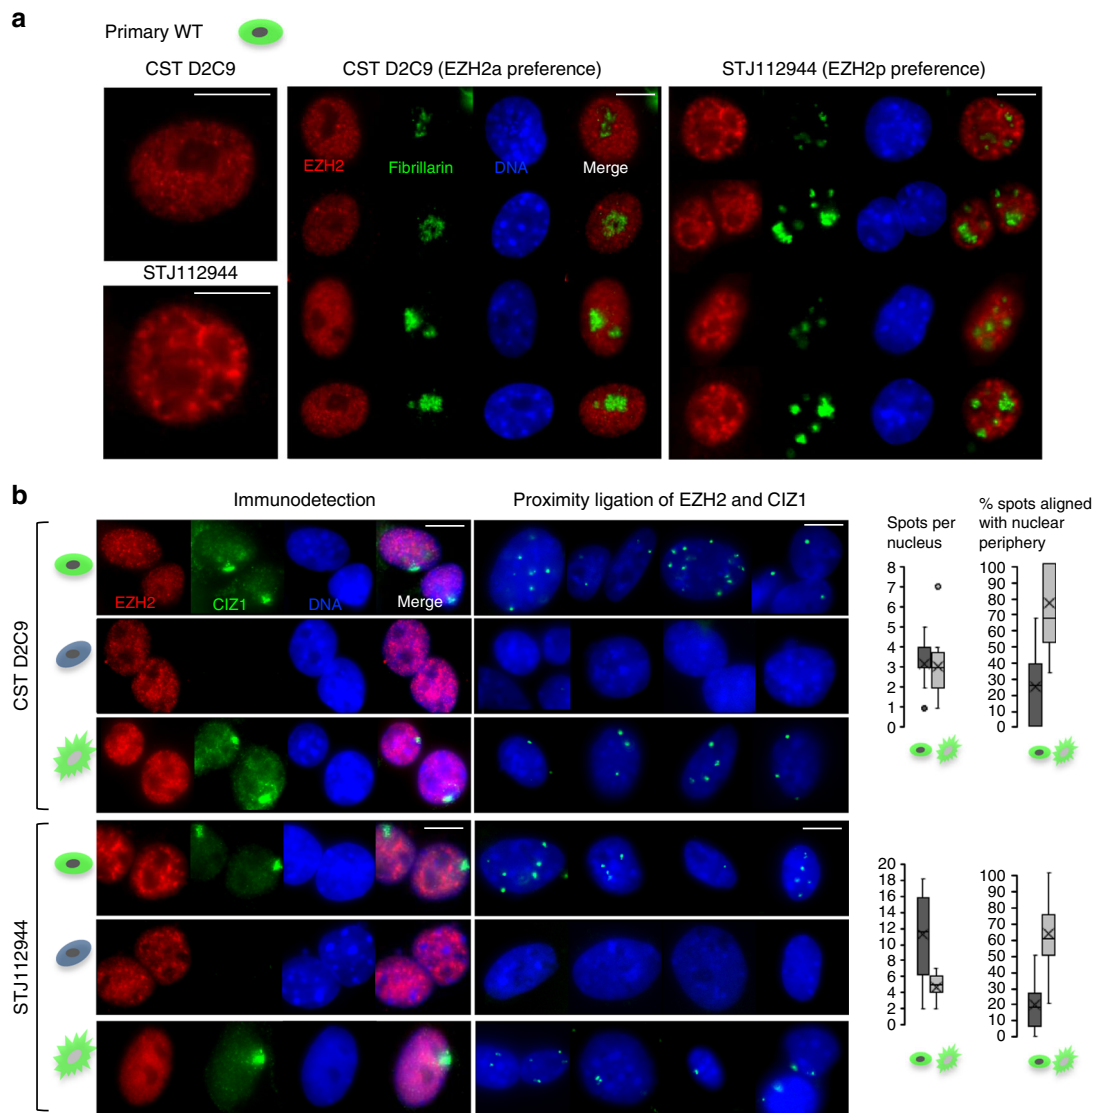 a
Primary WT
CST D2C9
CST D2C9 (EZH2a preference)
STJ112944 (EZH2p preference)
EZH2
Fibrillarin
DNA
Merge
STJ112944
b
Immunodetection
Proximity ligation of EZH2 and CIZ1
Spots per
nucleus
% spots aligned
with nuclear
periphery
CST D2C9
EZH2
CIZ1
DNA
Merge
8
7
6
5
4
3
2
1
0
100
90
80
70
60
50
40
30
20
10
0
STJ112944
20
18
16
14
12
10
8
6
4
2
0
100
90
80
70
60
50
40
30
20
10
0